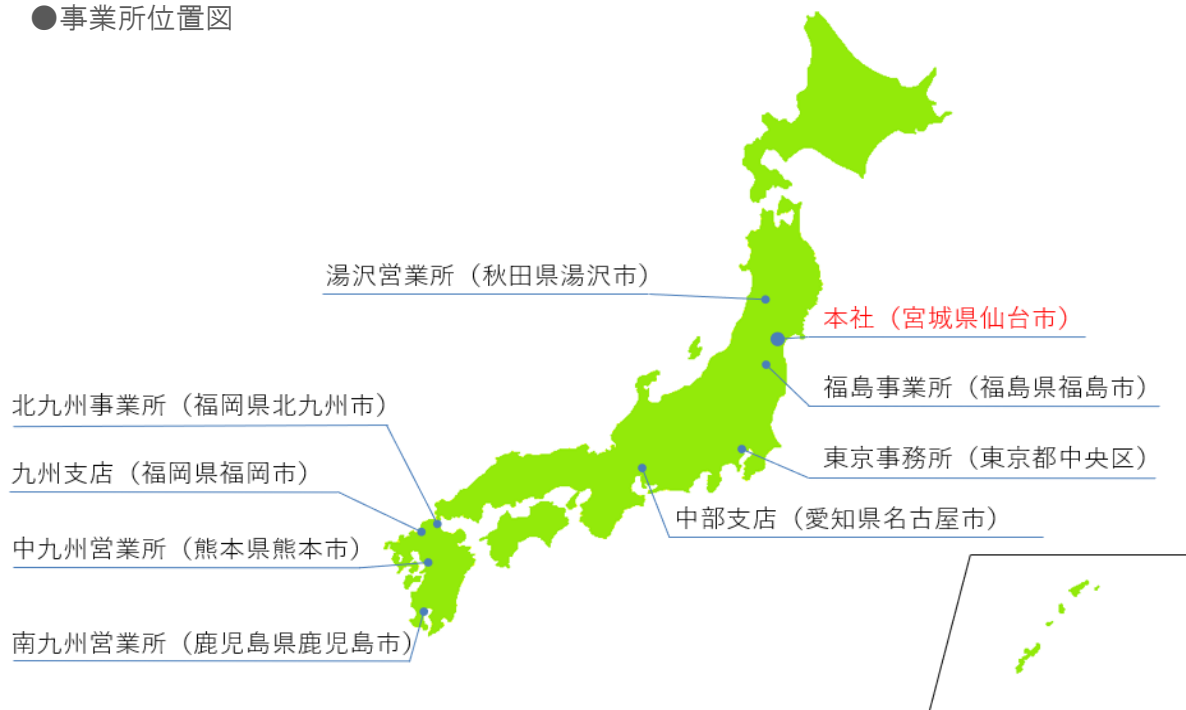 ●事業所位置図
湯沢営業所（秋田県湯沢市）
本社（宮城県仙台市）
福島事業所（福島県福島市）
北九州事業所（福岡県北九州市）
東京事務所（東京都中央区）
九州支店（福岡県福岡市）
中部支店（愛知県名古屋市）
中九州営業所（熊本県熊本市）
南九州営業所（鹿児島県鹿児島市）